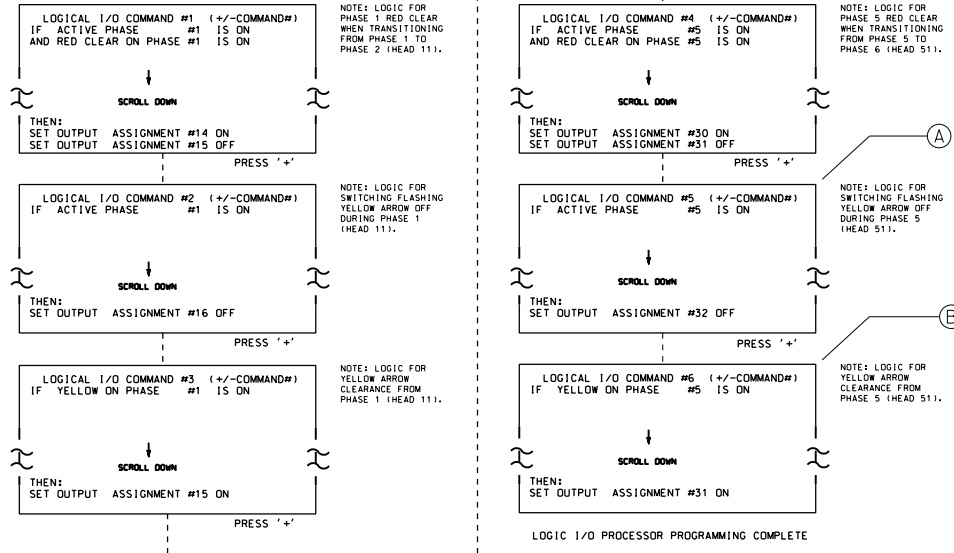 LOGICAL I/O COMMAND #1 (+/-COMMAND#)
IF ACTIVE PHASE #1 IS ON
AND RED CLEAR ON PHASE #1 IS ON
SCROLL DOWN
THEN:
SET OUTPUT ASSIGNMENT #14 ON
SET OUTPUT ASSIGNMENT #15 OFF
PRESS '+'
NOTE: LOGIC FOR
PHASE 1 RED CLEAR
WHEN TRANSITIONING
FROM PHASE 1 TO
PHASE 2 (HEAD 11).
LOGICAL I/O COMMAND #2 (+/-COMMAND#)
IF ACTIVE PHASE #1 IS ON
SCROLL DOWN
THEN:
SET OUTPUT ASSIGNMENT #16 OFF
PRESS '+'
NOTE: LOGIC FOR
SWITCHING FLASHING
YELLOW ARROW OFF
DURING PHASE 1
(HEAD 11).
LOGICAL I/O COMMAND #3 (+/-COMMAND#)
IF YELLOW ON PHASE #1 IS ON
SCROLL DOWN
THEN:
SET OUTPUT ASSIGNMENT #15 ON
PRESS '+'
NOTE: LOGIC FOR
YELLOW ARROW
CLEARANCE FROM
PHASE 1 (HEAD 11).
LOGICAL I/O COMMAND #4 (+/-COMMAND#)
IF ACTIVE PHASE #5 IS ON
AND RED CLEAR ON PHASE #5 IS ON
SCROLL DOWN
THEN:
SET OUTPUT ASSIGNMENT #30 ON
SET OUTPUT ASSIGNMENT #31 OFF
PRESS '+'
NOTE: LOGIC FOR
PHASE 5 RED CLEAR
WHEN TRANSITIONING
FROM PHASE 5 TO
PHASE 6 (HEAD 51).
A
LOGICAL I/O COMMAND #5 (+/-COMMAND#)
IF ACTIVE PHASE #5 IS ON
SCROLL DOWN
THEN:
SET OUTPUT ASSIGNMENT #32 OFF
PRESS '+'
NOTE: LOGIC FOR
SWITCHING FLASHING
YELLOW ARROW OFF
DURING PHASE 5
(HEAD 51).
B
LOGICAL I/O COMMAND #6 (+/-COMMAND#)
IF YELLOW ON PHASE #5 IS ON
SCROLL DOWN
THEN:
SET OUTPUT ASSIGNMENT #31 ON
NOTE: LOGIC FOR
YELLOW ARROW
CLEARANCE FROM
PHASE 5 (HEAD 51).
LOGIC I/O PROCESSOR PROGRAMMING COMPLETE